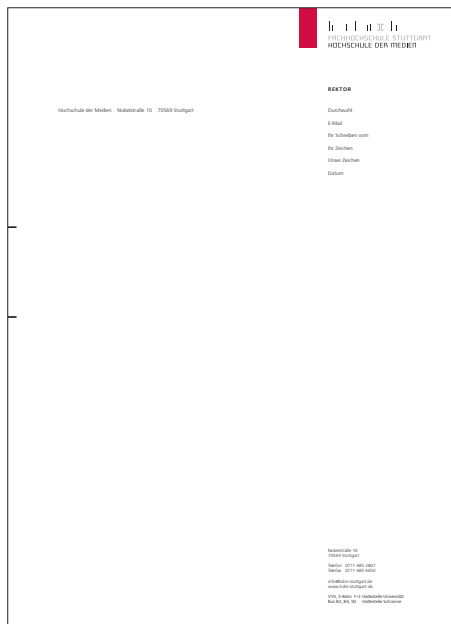 FACHHOCHSCHULE STUTTGART
HOCHSCHULE DER MEDIEN
REKTOR
Hochschule der Medien Nobelstraße 10 70569 Stuttgart
Durchwahl
E-Mail
Ihr Schreiben vom
Ihr Zeichen
Unser Zeichen
Datum
Nobelstraße 10
70569 Stuttgart
Telefon 0711 685 2807
Telefax 0711 685 6650
info@hdm-stuttgart.de
www.hdm-stuttgart.de
VVS, S-Bahn 1–3 Haltestelle Universität
Bus 82, 84, 92 Haltestelle Schranne